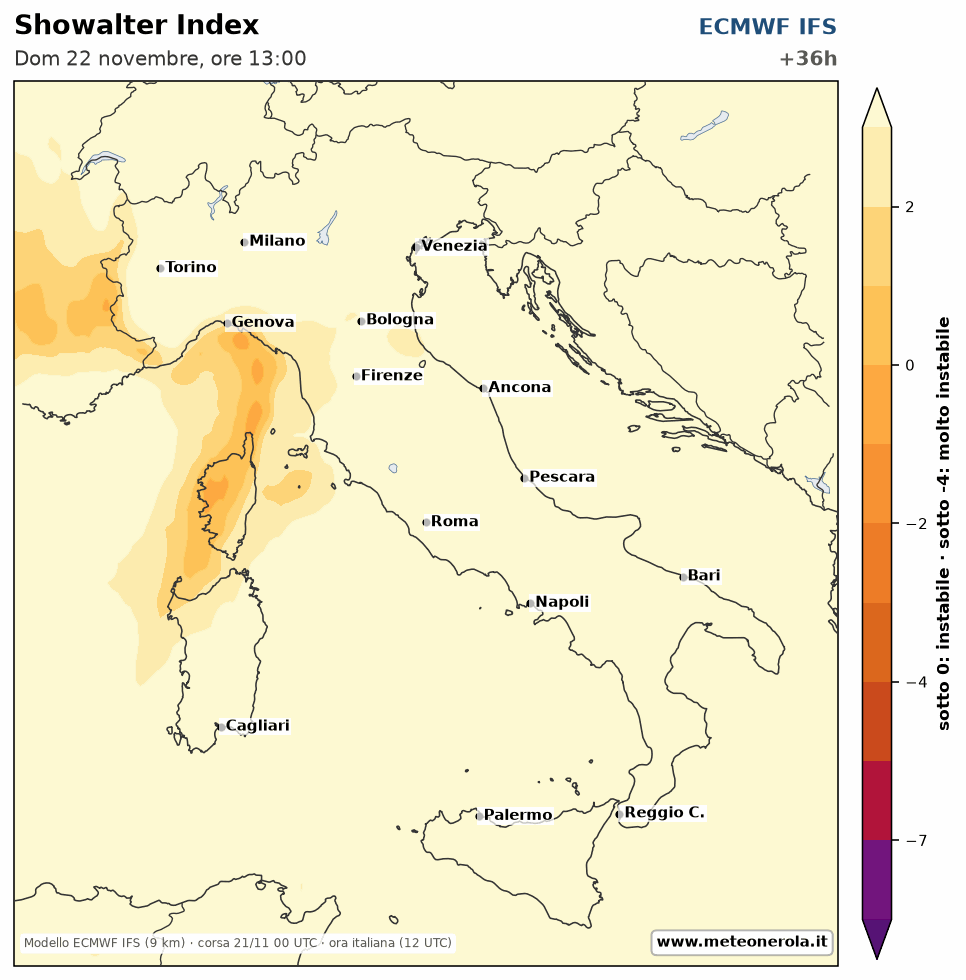 Showalter Index
ECMWF IFS
Dom 22 novembre, ore 13:00
+36h
Milano
Venezia
Torino
Genova
Bologna
Firenze
Ancona
Pescara
Roma
Bari
Napoli
Cagliari
Palermo
Reggio C.
2
0
−2
−4
−7
sotto 0: instabile · sotto -4: molto instabile
Modello ECMWF IFS (9 km) · corsa 21/11 00 UTC · ora italiana (12 UTC)
www.meteonerola.it